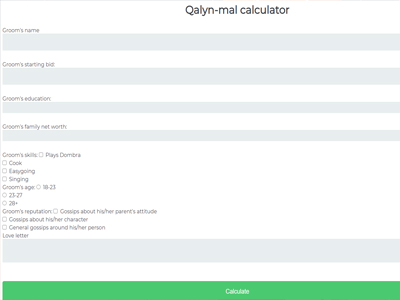 Qalyn-mal calculator
Groom's name
Groom's starting bid:
Groom's education:
Groom's family net worth:
Groom's skills: Plays Dombra
Cook
Easygoing
Singing
Groom's age: 18-23
23-27
28+
Groom's reputation: Gossips about his/her parent's attitude
Gossips about his/her character
General gossips around his/her person
Love letter
Calculate